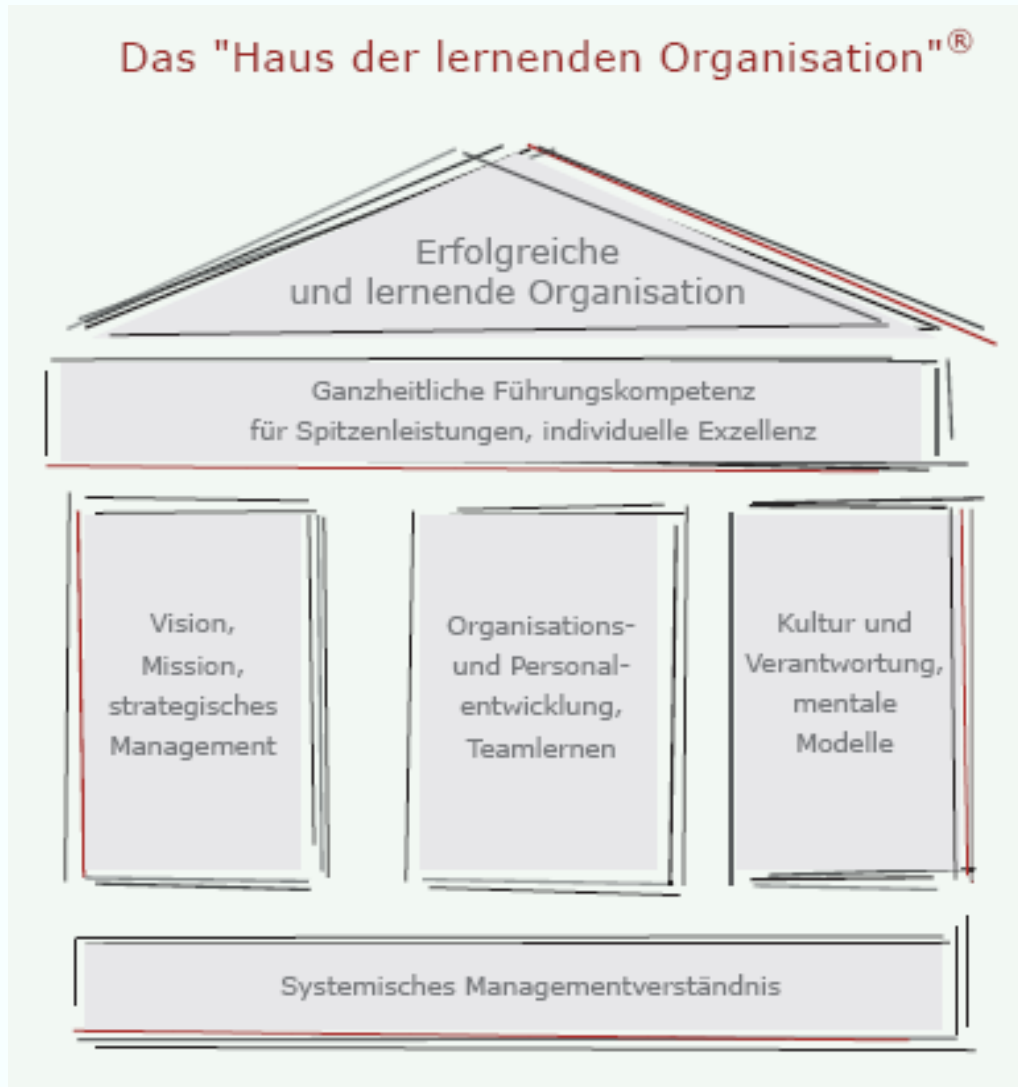 Das "Haus der lernenden Organisation"®
Erfolgreiche
und lernende Organisation
Ganzheitliche Führungskompetenz
für Spitzenleistungen, individuelle Exzellenz
Vision,
Mission,
strategisches
Management
Organisations-
und Personal-
entwicklung,
Teamlernen
Kultur und
Verantwortung,
mentale
Modelle
Systemisches Managementverständnis